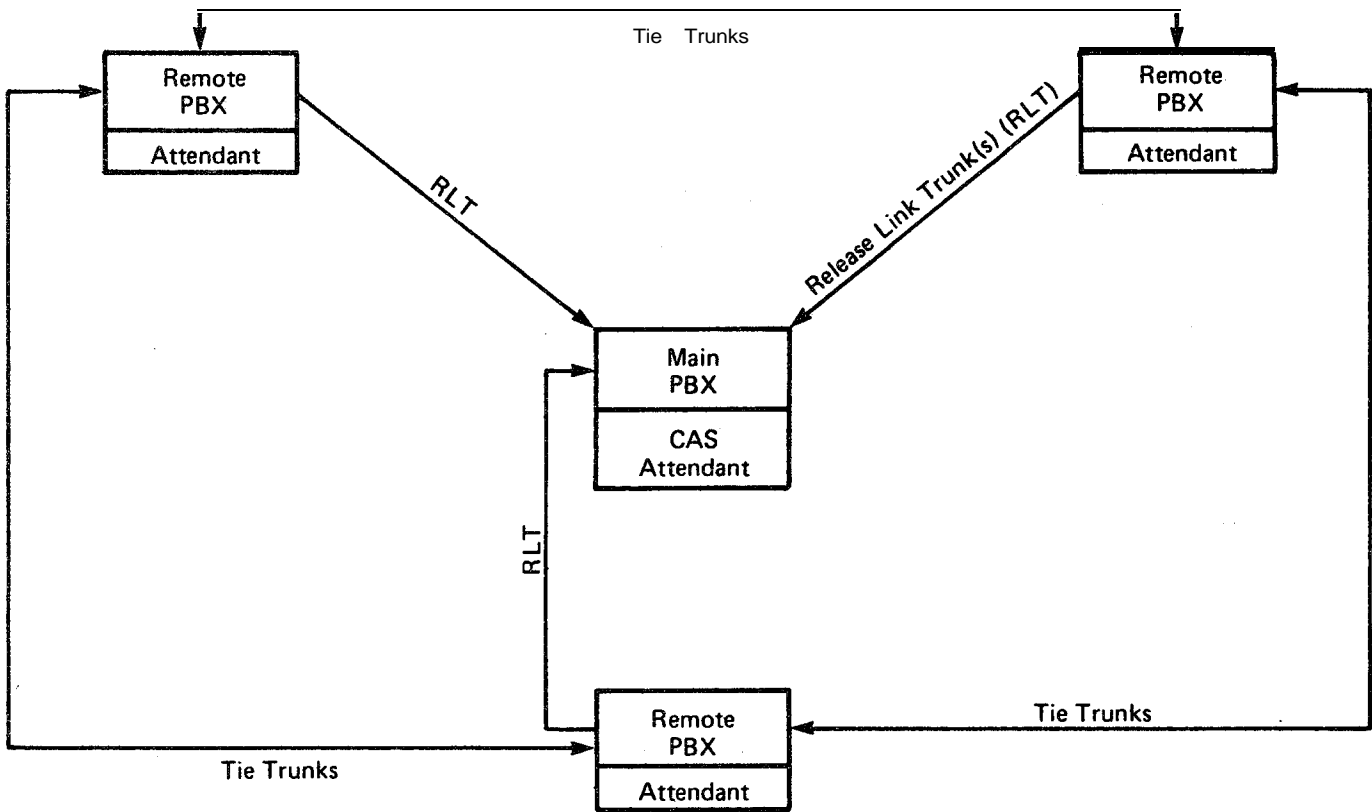 Tie Trunks
Remote
PBX
Attendant
Remote
PBX
Attendant
RLT
Release Link Trunk(s) (RLT)
Main
PBX
CAS
Attendant
RLT
Remote
PBX
Attendant
Tie Trunks
Tie Trunks